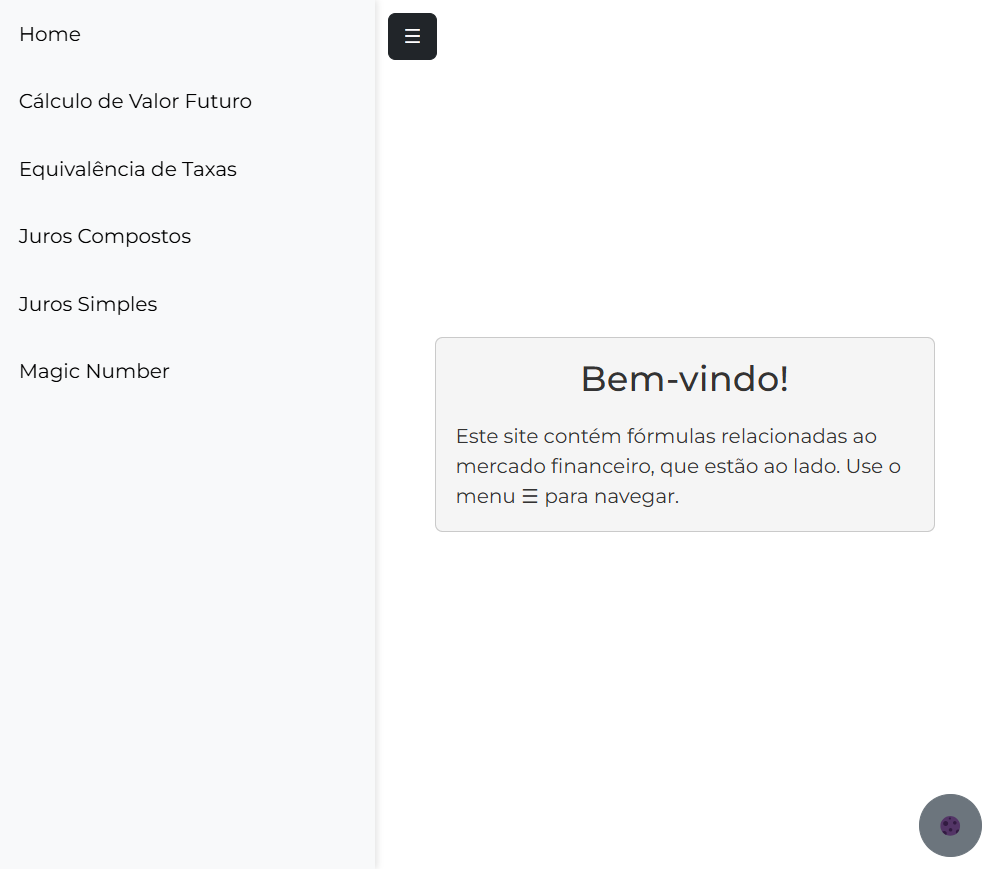 Home
☰
Cálculo de Valor Futuro
Equivalência de Taxas
Juros Compostos
Juros Simples
Magic Number
Bem-vindo!
Este site contém fórmulas relacionadas ao
mercado financeiro, que estão ao lado. Use o
menu ☰ para navegar.